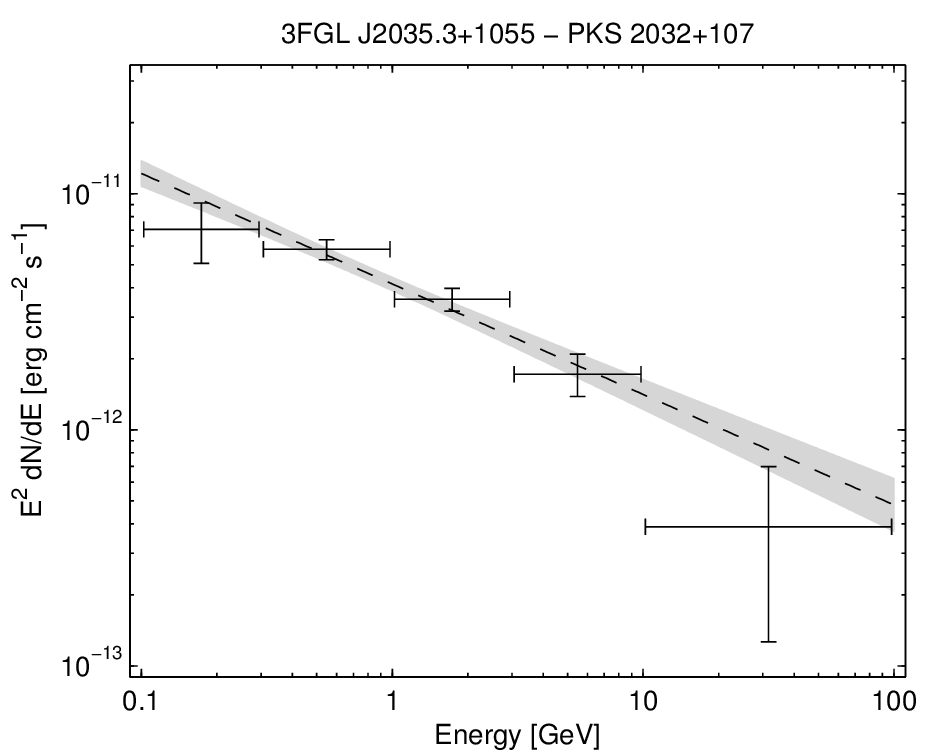 3FGL J2035.3+1055 − PKS 2032+107
E² dN/dE [erg cm⁻² s⁻¹]
10⁻¹¹
10⁻¹²
10⁻¹³
0.1 1 10 100
Energy [GeV]